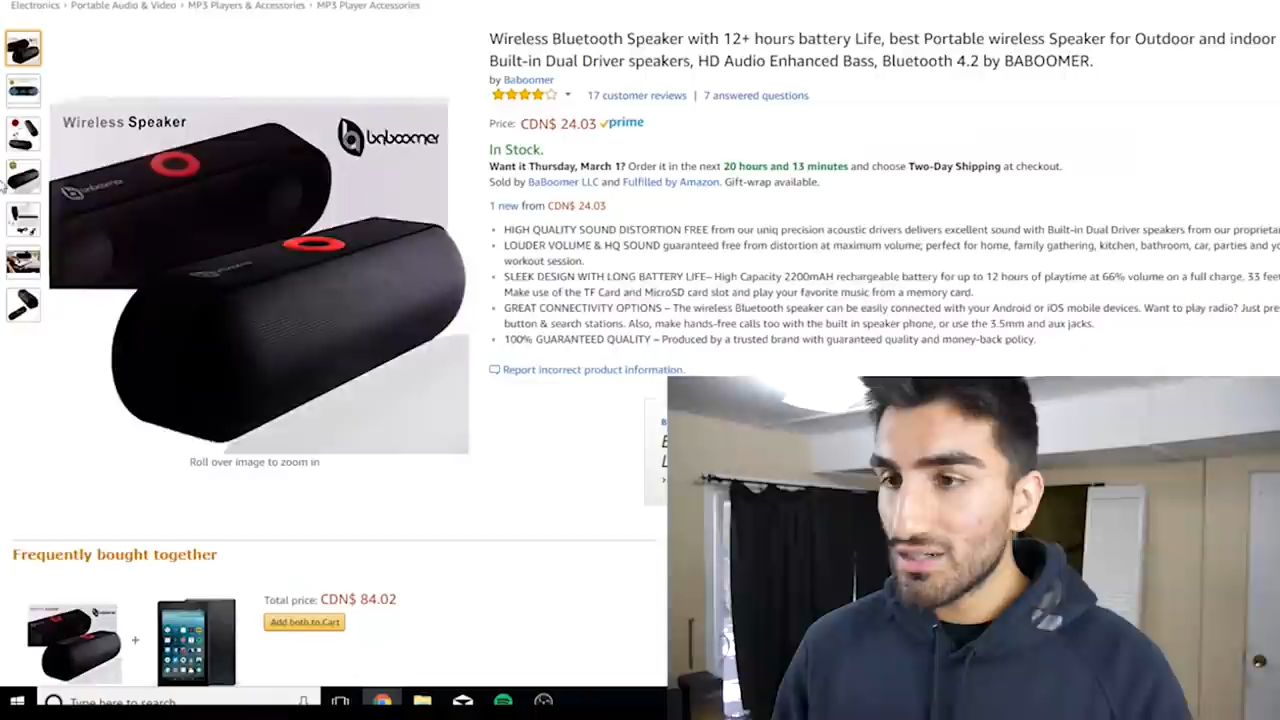 Electronics › Portable Audio & Video › MP3 Players & Accessories › MP3 Player Accessories
Wireless Bluetooth Speaker with 12+ hours battery Life, best Portable wireless Speaker for Outdoor and indoor
Built-in Dual Driver speakers, HD Audio Enhanced Bass, Bluetooth 4.2 by BABOOMER.
by Baboomer
17 customer reviews | 7 answered questions
Wireless Speaker
baboomer
Price: CDN$ 24.03 prime
In Stock.
Want it Thursday, March 1? Order it in the next 20 hours and 13 minutes and choose Two-Day Shipping at checkout.
Sold by BaBoomer LLC and Fulfilled by Amazon. Gift-wrap available.
baboomer
1 new from CDN$ 24.03
• HIGH QUALITY SOUND DISTORTION FREE from our uniq precision acoustic drivers delivers excellent sound with Built-in Dual Driver speakers from our proprietar
• LOUDER VOLUME & HQ SOUND guaranteed free from distortion at maximum volume; perfect for home, family gathering, kitchen, bathroom, car, parties and yo
workout session.
• SLEEK DESIGN WITH LONG BATTERY LIFE– High Capacity 2200mAH rechargeable battery for up to 12 hours of playtime at 66% volume on a full charge. 33 feet
Make use of the TF Card and MicroSD card slot and play your favorite music from a memory card.
• GREAT CONNECTIVITY OPTIONS – The wireless Bluetooth speaker can be easily connected with your Android or iOS mobile devices. Want to play radio? Just pre
button & search stations. Also, make hands-free calls too with the built in speaker phone, or use the 3.5mm and aux jacks.
• 100% GUARANTEED QUALITY – Produced by a trusted brand with guaranteed quality and money-back policy.
Report incorrect product information.
Roll over image to zoom in
Frequently bought together
Total price: CDN$ 84.02
Add both to Cart
+
Type here to search